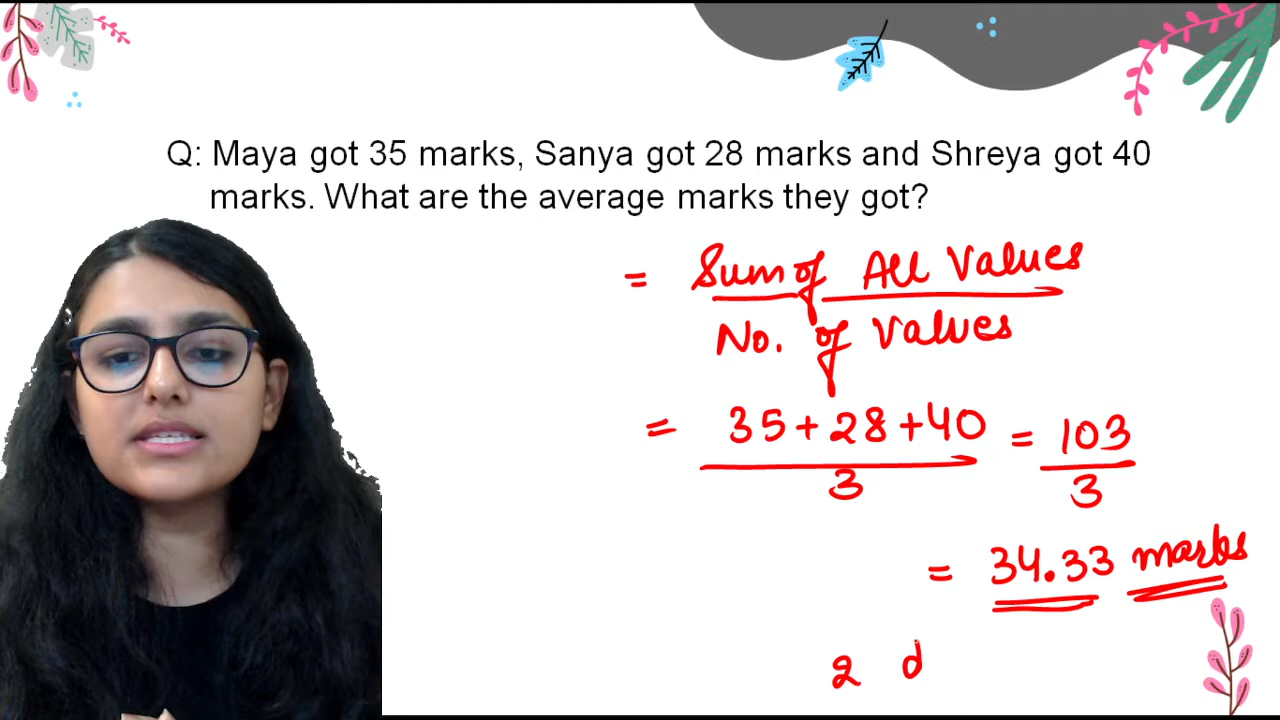 Q: Maya got 35 marks, Sanya got 28 marks and Shreya got 40
marks. What are the average marks they got?
= Sum of All Values
No. of Values
= 35+28+40 = 103
3 3
= 34.33 marks
2 d